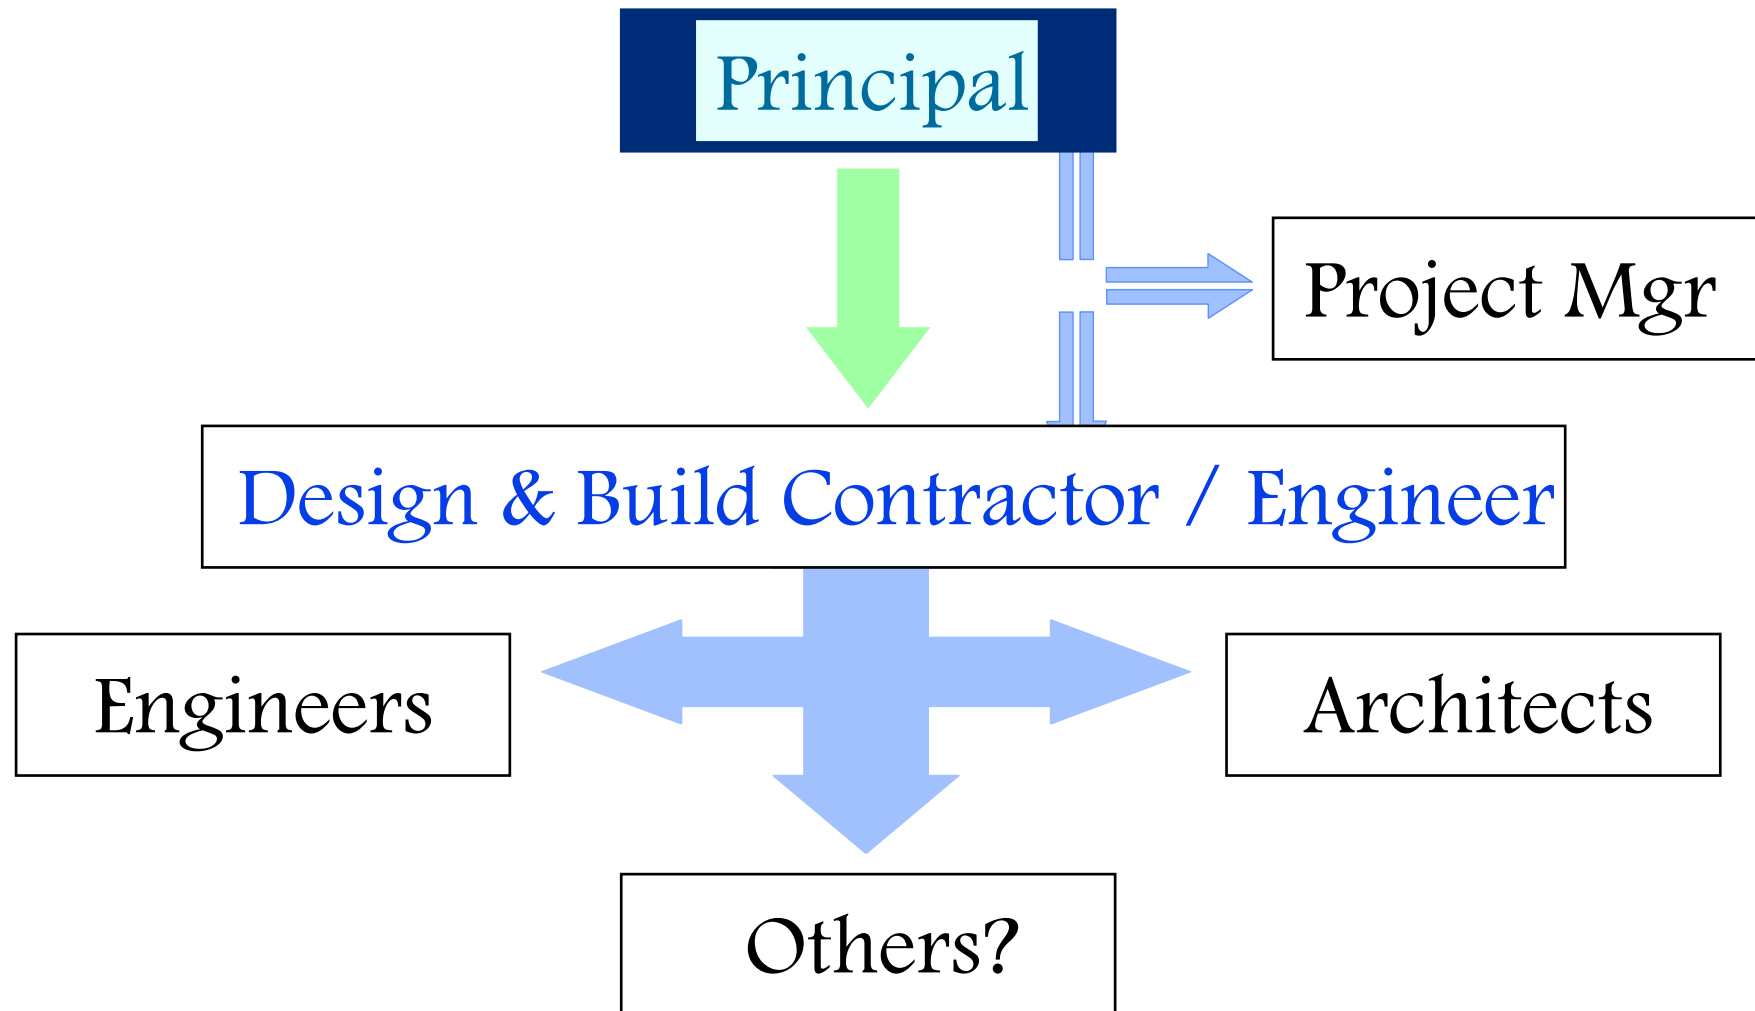 Principal
Project Mgr
Design & Build Contractor / Engineer
Engineers
Architects
Others?